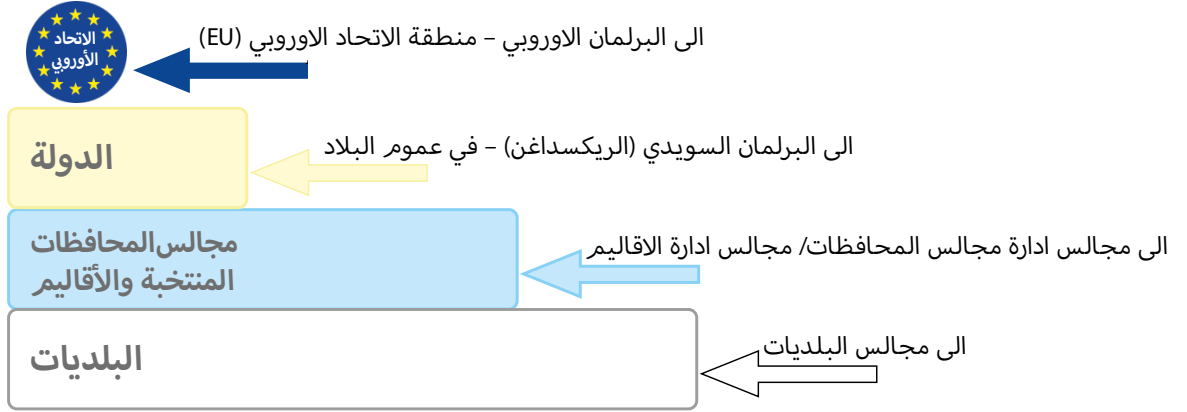 الاتحاد
الأوروبي
الى البرلمان الاوروبي – منطقة الاتحاد الاوروبي (EU)
الدولة
الى البرلمان السويدي (الريكسداغن) – في عموم البلاد
مجالس المحافظات
المنتخبة والأقاليم
الى مجالس ادارة مجالس المحافظات/ مجالس ادارة الاقاليم
البلديات
الى مجالس البلديات